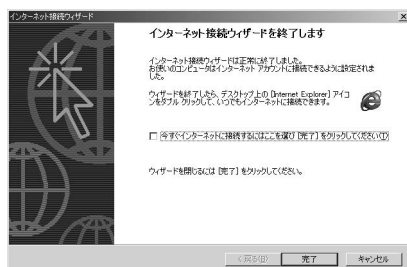 インターネット接続ウィザード
インターネット接続ウィザードを終了します
インターネット接続ウィザードは正常に終了しました。
お使いのコンピュータはインターネット アカウントに接続できるように設定されま
した。
ウィザードを終了したら、デスクトップ上の [Internet Explorer] アイコ
ンをダブル クリックして、いつでもインターネットに接続できます。
今すぐインターネットに接続するにはここを選び [完了] をクリックしてください(T)
ウィザードを閉じるには [完了] をクリックしてください。
< 戻る(B)
完了
キャンセル